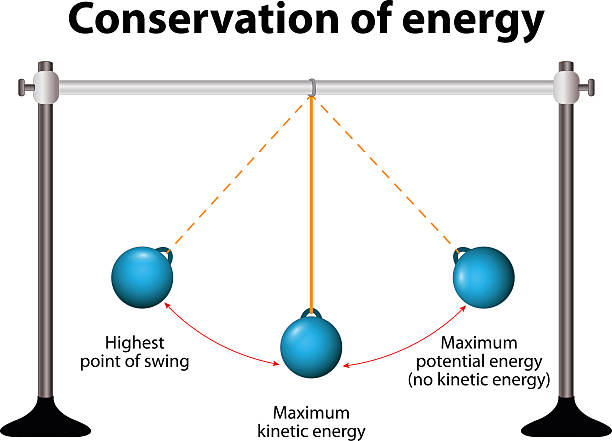 Conservation of energy
Highest
point of swing
Maximum
kinetic energy
Maximum
potential energy
(no kinetic energy)